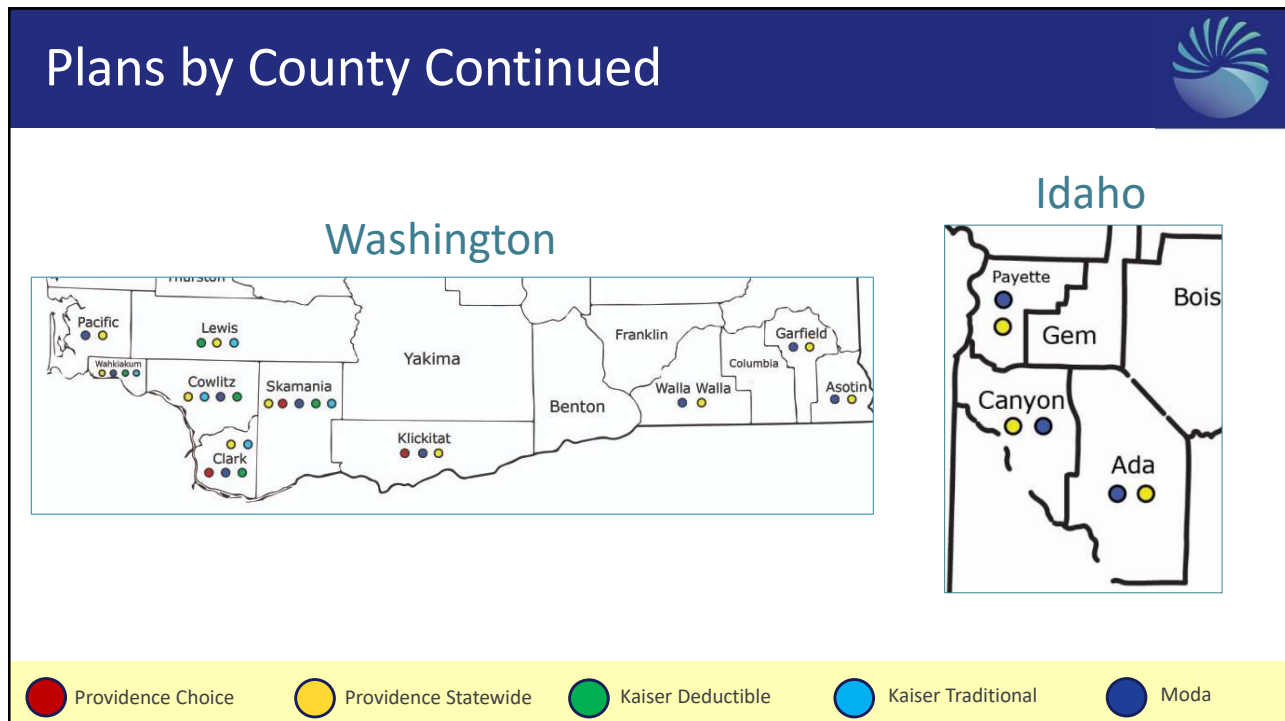 Plans by County Continued
Washington
Idaho
Thurston
Pacific
Lewis
Wahkiakum
Cowlitz
Skamania
Yakima
Clark
Klickitat
Benton
Franklin
Walla Walla
Columbia
Garfield
Asotin
Payette
Gem
Bois
Canyon
Ada
Providence Choice
Providence Statewide
Kaiser Deductible
Kaiser Traditional
Moda